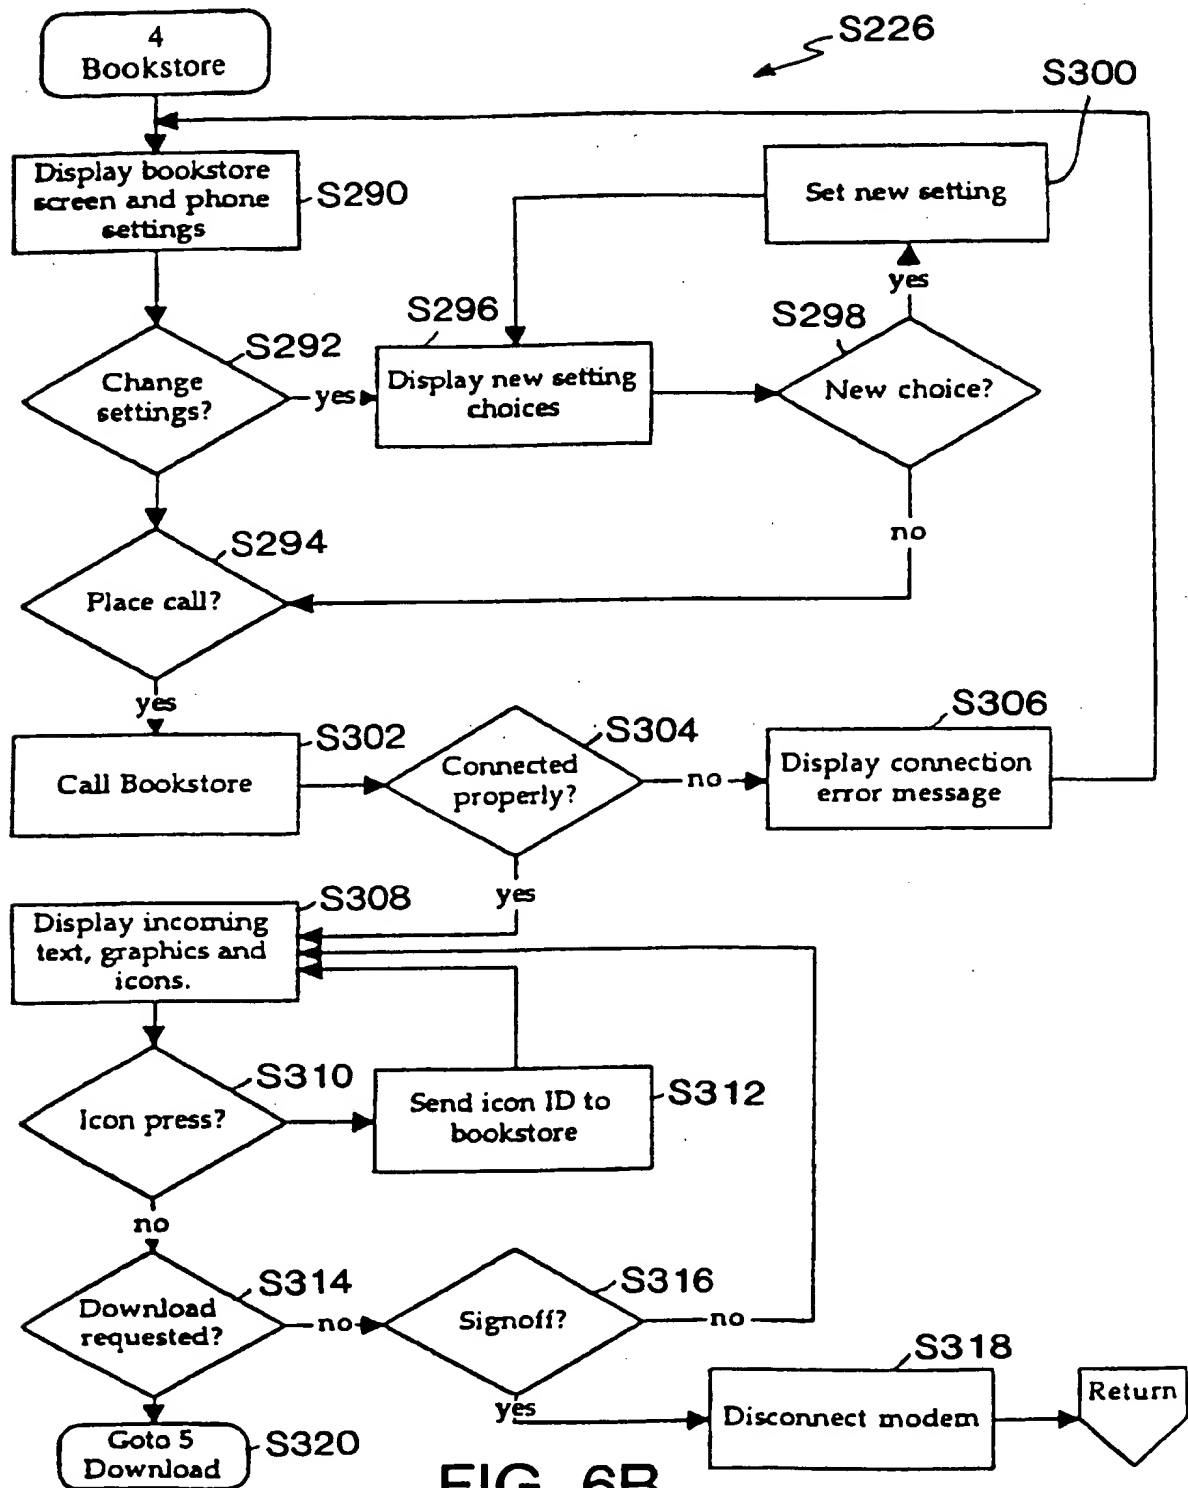 4
Bookstore
S226
S300
Display bookstore
screen and phone
settings
S290
Set new setting
yes
S296
S298
S292
Change
settings?
yes
Display new setting
choices
New choice?
no
S294
Place call?
yes
S302
Call Bookstore
S304
Connected
properly?
no
S306
Display connection
error message
yes
S308
Display incoming
text, graphics and
icons.
S310
Icon press?
Send icon ID to
bookstore
S312
no
S314
Download
requested?
no
S316
Signoff?
no
yes
S318
Disconnect modem
Return
Goto 5
Download
S320
FIG. 6B